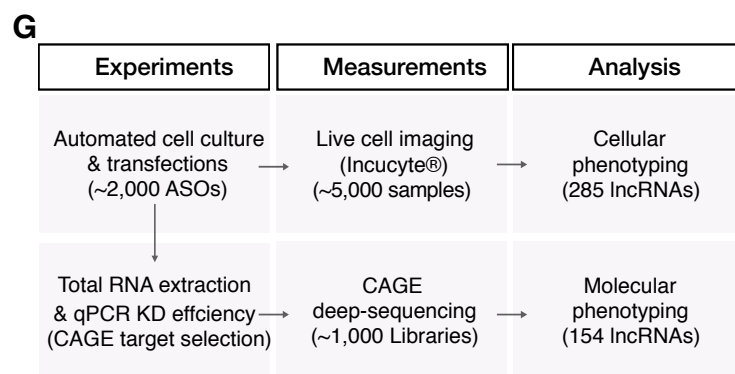 G
Experiments
Measurements
Analysis
Automated cell culture
& transfections
(~2,000 ASOs)
Live cell imaging
(Incucyte®)
(~5,000 samples)
Cellular
phenotyping
(285 lncRNAs)
Total RNA extraction
& qPCR KD effciency
(CAGE target selection)
CAGE
deep-sequencing
(~1,000 Libraries)
Molecular
phenotyping
(154 lncRNAs)